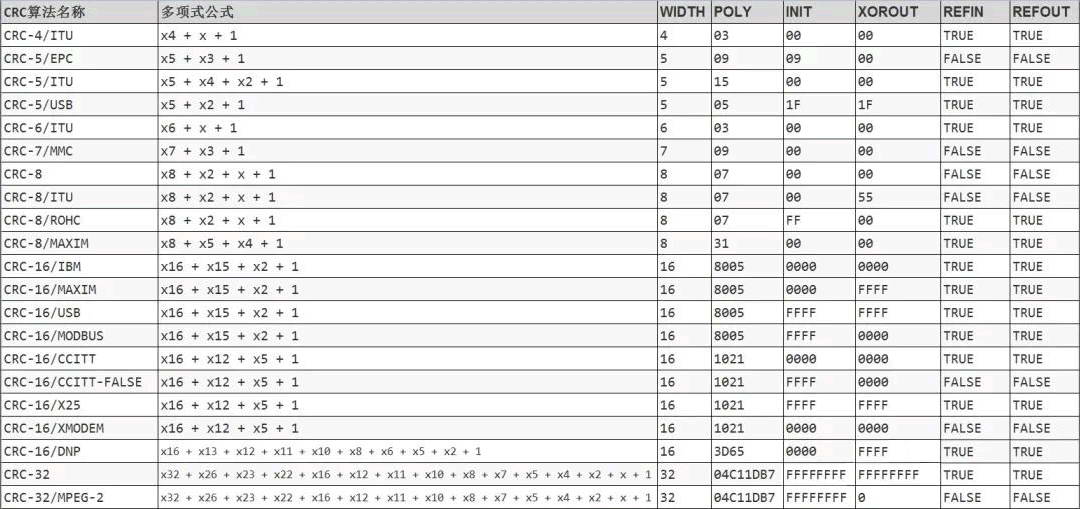 CRC算法名称 多项式公式 WIDTH POLY INIT XOROUT REFIN REFOUT
CRC-4/ITU x4 + x + 1 4 03 00 00 TRUE TRUE
CRC-5/EPC x5 + x3 + 1 5 09 09 00 FALSE FALSE
CRC-5/ITU x5 + x4 + x2 + 1 5 15 00 00 TRUE TRUE
CRC-5/USB x5 + x2 + 1 5 05 1F 1F TRUE TRUE
CRC-6/ITU x6 + x + 1 6 03 00 00 TRUE TRUE
CRC-7/MMC x7 + x3 + 1 7 09 00 00 FALSE FALSE
CRC-8 x8 + x2 + x + 1 8 07 00 00 FALSE FALSE
CRC-8/ITU x8 + x2 + x + 1 8 07 00 55 FALSE FALSE
CRC-8/ROHC x8 + x2 + x + 1 8 07 FF 00 TRUE TRUE
CRC-8/MAXIM x8 + x5 + x4 + 1 8 31 00 00 TRUE TRUE
CRC-16/IBM x16 + x15 + x2 + 1 16 8005 0000 0000 TRUE TRUE
CRC-16/MAXIM x16 + x15 + x2 + 1 16 8005 0000 FFFF TRUE TRUE
CRC-16/USB x16 + x15 + x2 + 1 16 8005 FFFF FFFF TRUE TRUE
CRC-16/MODBUS x16 + x15 + x2 + 1 16 8005 FFFF 0000 TRUE TRUE
CRC-16/CCITT x16 + x12 + x5 + 1 16 1021 0000 0000 TRUE TRUE
CRC-16/CCITT-FALSE x16 + x12 + x5 + 1 16 1021 FFFF 0000 FALSE FALSE
CRC-16/X25 x16 + x12 + x5 + 1 16 1021 FFFF FFFF TRUE TRUE
CRC-16/XMODEM x16 + x12 + x5 + 1 16 1021 0000 0000 FALSE FALSE
CRC-16/DNP x16 + x13 + x12 + x11 + x10 + x8 + x6 + x5 + x2 + 1 16 3D65 0000 FFFF TRUE TRUE
CRC-32 x32 + x26 + x23 + x22 + x16 + x12 + x11 + x10 + x8 + x7 + x5 + x4 + x2 + x + 1 32 04C11DB7 FFFFFFFF FFFFFFFF TRUE TRUE
CRC-32/MPEG-2 x32 + x26 + x23 + x22 + x16 + x12 + x11 + x10 + x8 + x7 + x5 + x4 + x2 + x + 1 32 04C11DB7 FFFFFFFF 0 FALSE FALSE